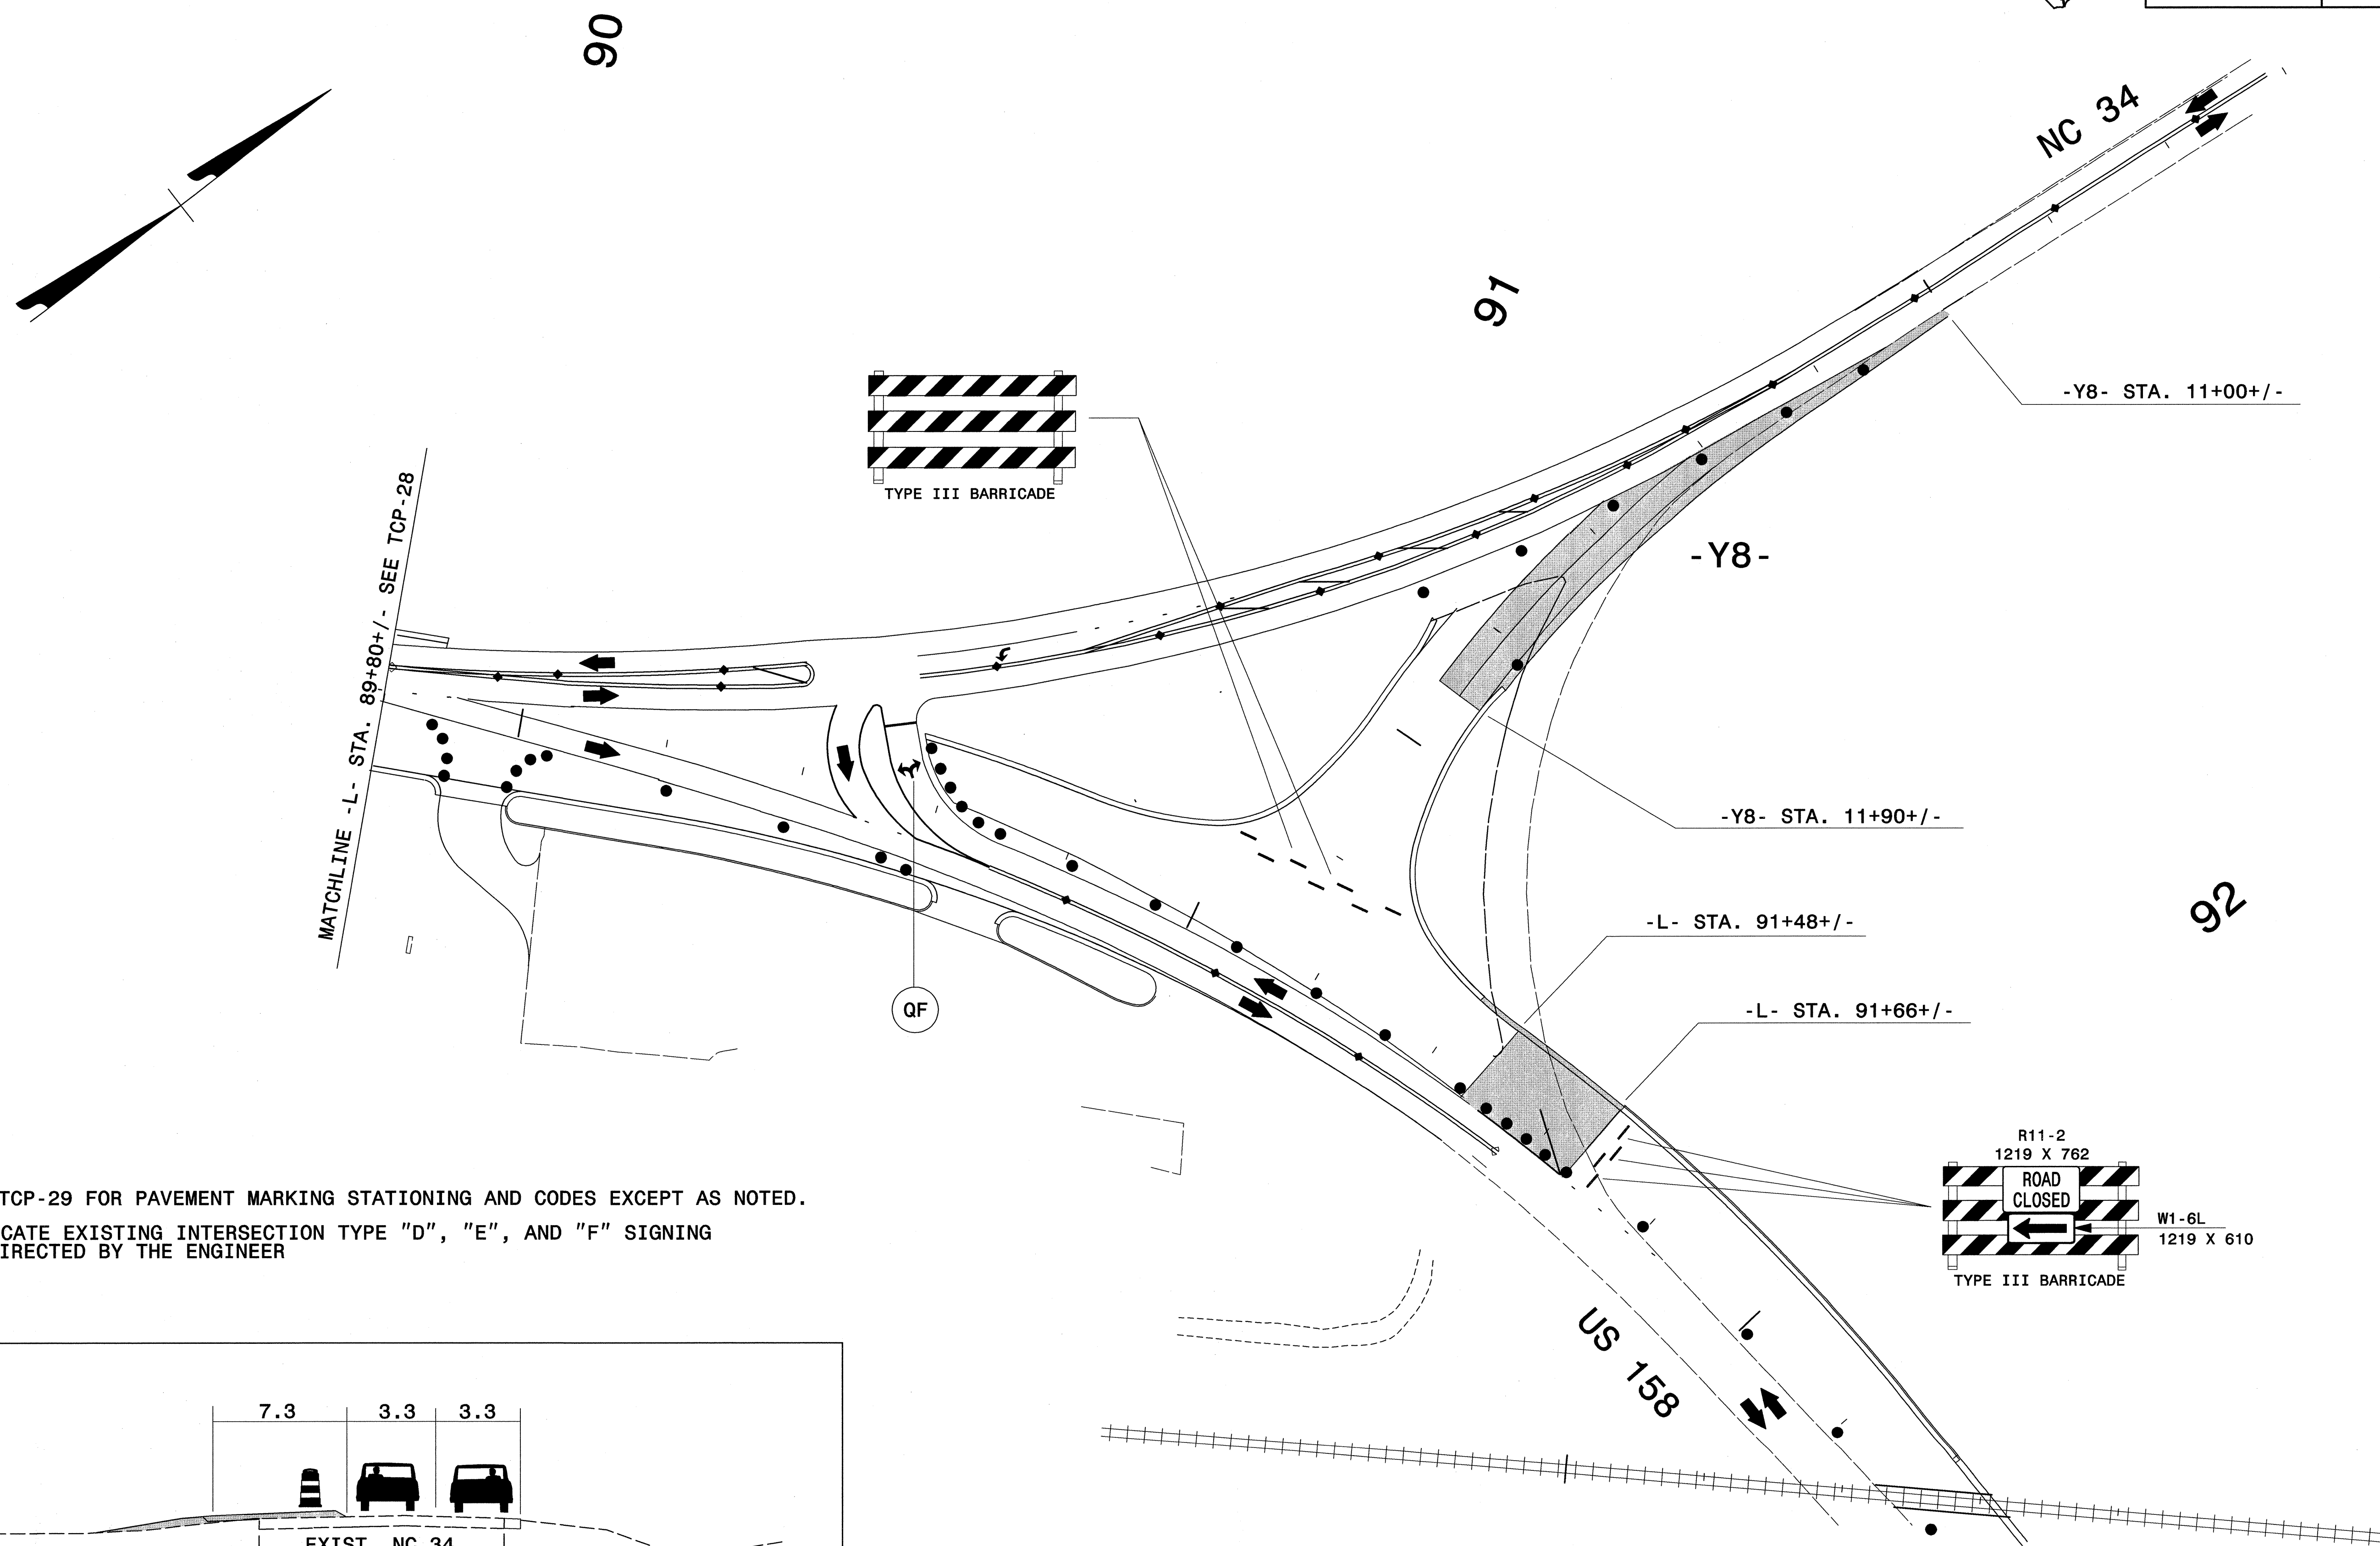 90
NC 34
91
-Y8- STA. 11+00+/-
TYPE III BARRICADE
MATCHLINE -L- STA. 89+80+/- SEE TCP-28
-Y8-
-Y8- STA. 11+90+/-
92
-L- STA. 91+48+/-
-L- STA. 91+66+/-
QF
R11-2
1219 X 762
ROAD
CLOSED
W1-6L
1219 X 610
TYPE III BARRICADE
TCP-29 FOR PAVEMENT MARKING STATIONING AND CODES EXCEPT AS NOTED.
CATE EXISTING INTERSECTION TYPE "D", "E", AND "F" SIGNING
IRECTED BY THE ENGINEER
US 158
7.3 3.3 3.3
EXIST. NC 34